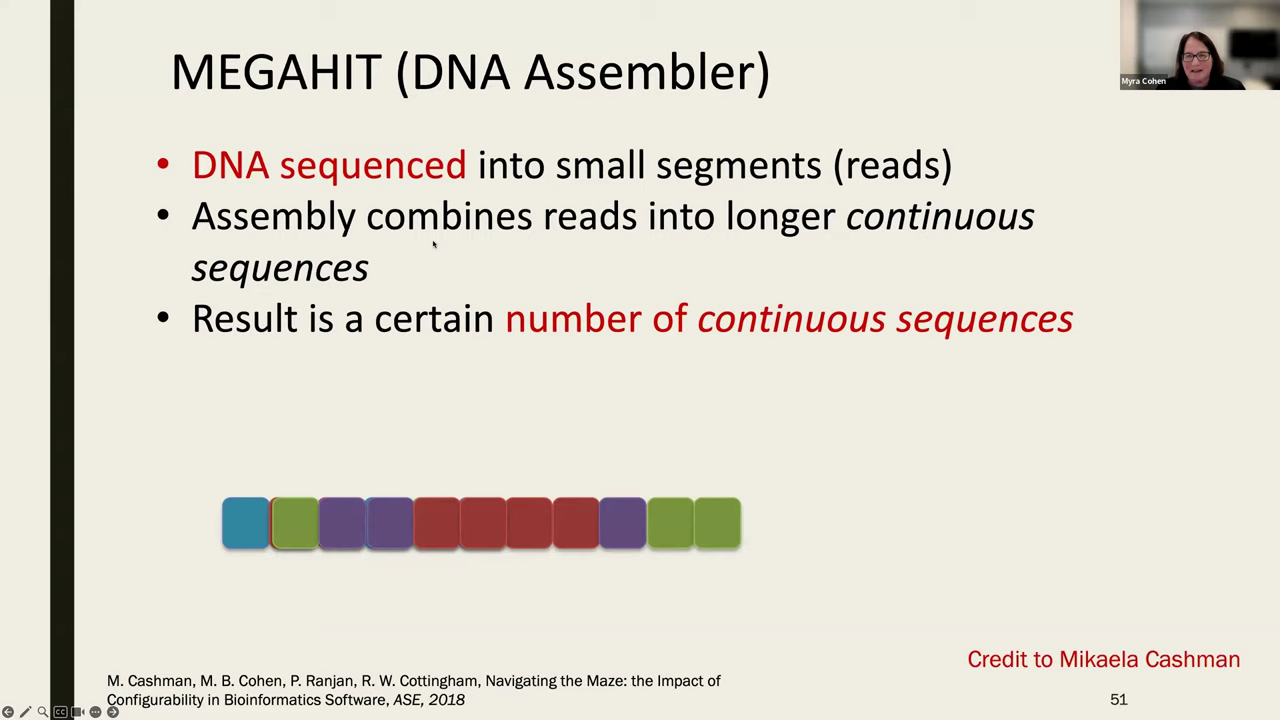 MEGAHIT (DNA Assembler)
Myra Cohen
• DNA sequenced into small segments (reads)
• Assembly combines reads into longer continuous
sequences
• Result is a certain number of continuous sequences
Credit to Mikaela Cashman
M. Cashman, M. B. Cohen, P. Ranjan, R. W. Cottingham, Navigating the Maze: the Impact of
Configurability in Bioinformatics Software, ASE, 2018
51